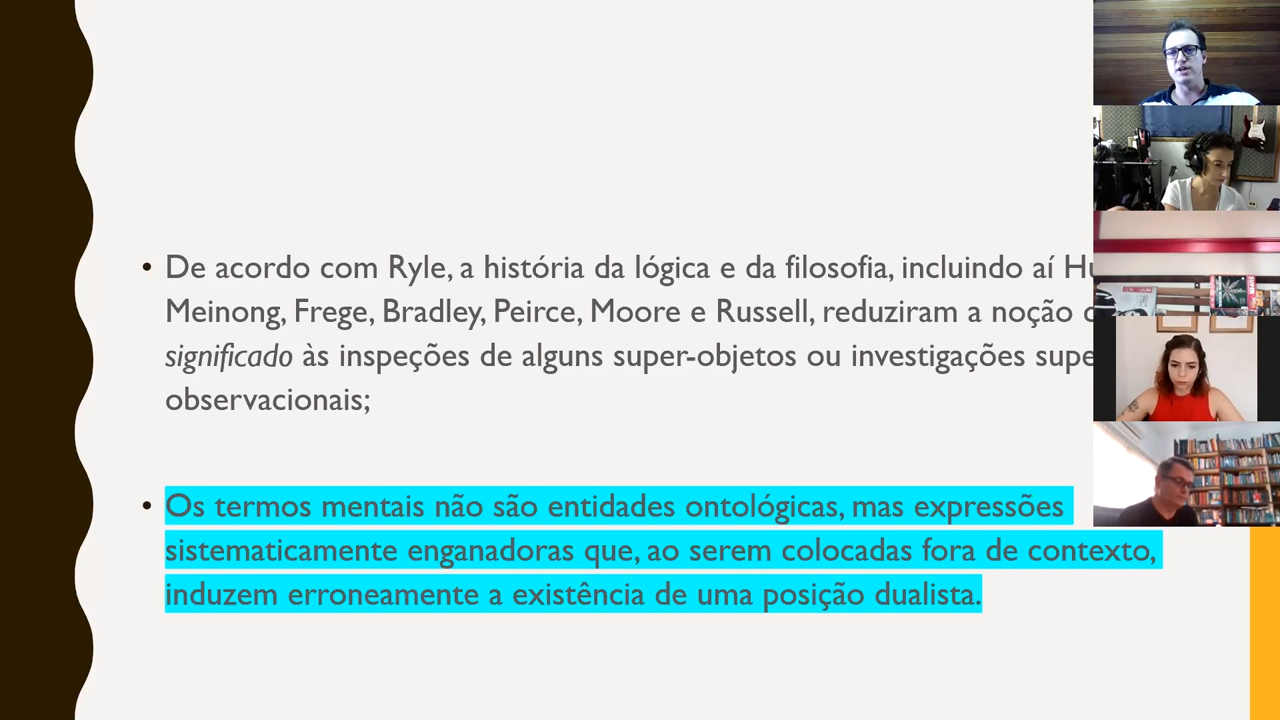 De acordo com Ryle, a história da lógica e da filosofia, incluindo aí
Meinong, Frege, Bradley, Peirce, Moore e Russell, reduziram a noção
significado às inspeções de alguns super-objetos ou investigações
observacionais;
Os termos mentais não são entidades ontológicas, mas expressões
sistematicamente enganadoras que, ao serem colocadas fora de contexto,
induzem erroneamente a existência de uma posição dualista.